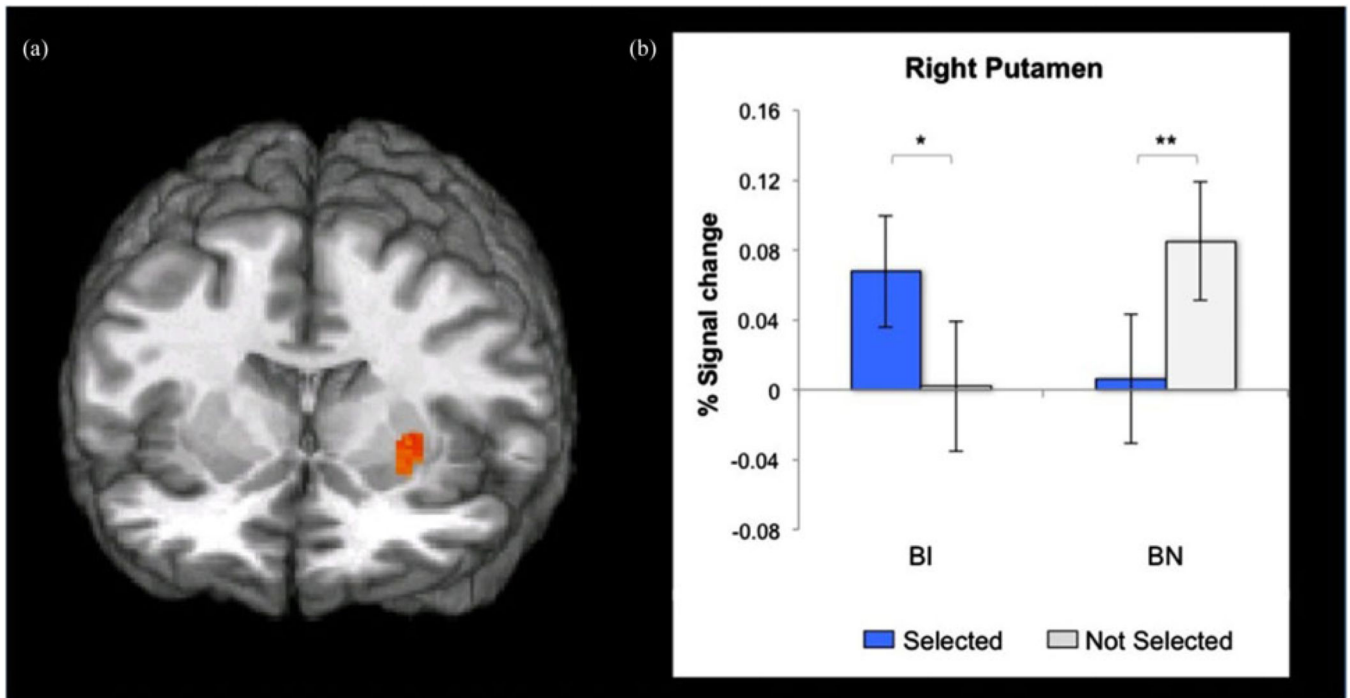 (a)
(b)
Right Putamen
% Signal change
0.16
0.12
0.08
0.04
0
-0.04
-0.08
*
**
BI
BN
Selected
Not Selected